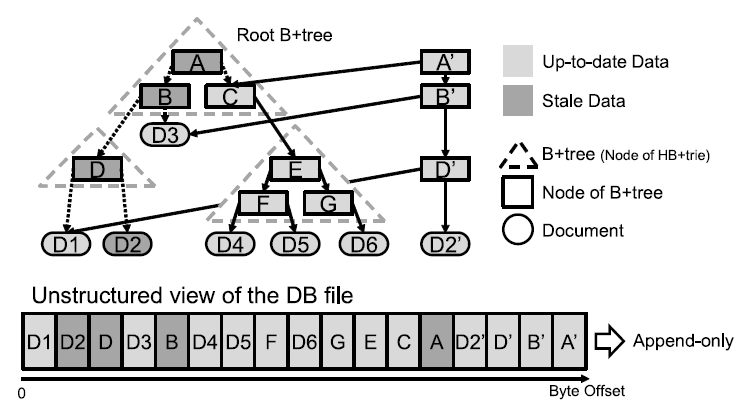 Root B+tree
A
B
C
D3
D
E
F
G
D1
D2
D4
D5
D6
A'
B'
D'
D2'
Up-to-date Data
Stale Data
B+tree (Node of HB+trie)
Node of B+tree
Document
Unstructured view of the DB file
D1 D2 D D3 B D4 D5 F D6 G E C A D2' D' B' A'
Append-only
0
Byte Offset